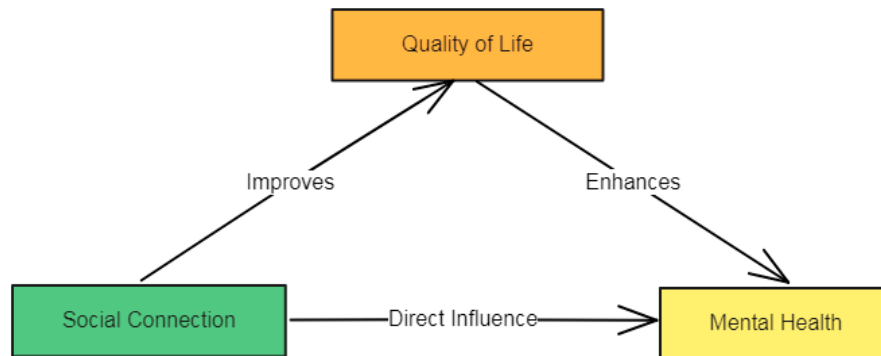 Quality of Life
Improves
Enhances
Social Connection
Direct Influence
Mental Health